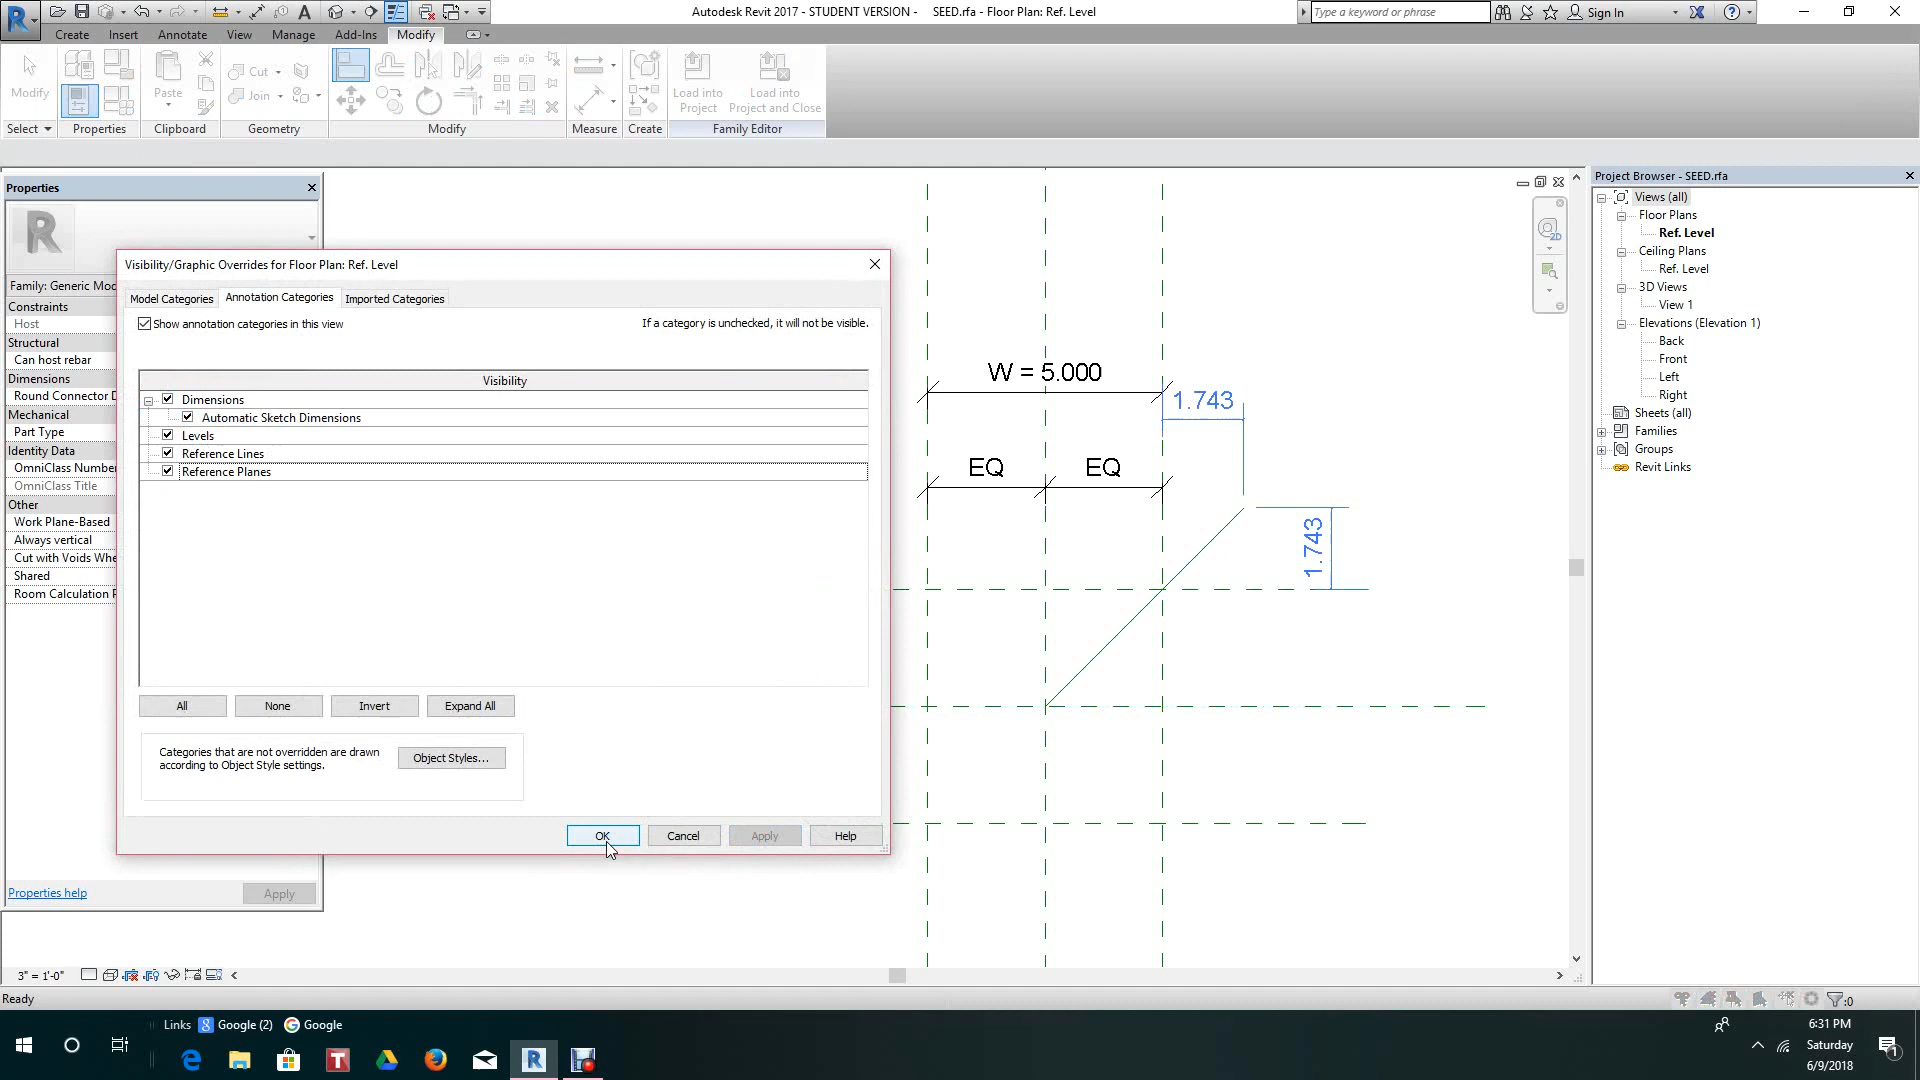 Autodesk Revit 2017 - STUDENT VERSION - SEED.rfa - Floor Plan: Ref. Level
Type a keyword or phrase
Sign In
Create Insert Annotate View Manage Add-Ins Modify
Modify
Paste
Cut
Join
Load into Project
Load into Project and Close
Select Properties Clipboard Geometry Modify Measure Create Family Editor
Properties
Family: Generic Moc
Constraints
Host
Structural
Can host rebar
Dimensions
Round Connector D
Mechanical
Part Type
Identity Data
OmniClass Number
OmniClass Title
Other
Work Plane-Based
Always vertical
Cut with Voids Whe
Shared
Room Calculation P
Properties help
Apply
Visibility/Graphic Overrides for Floor Plan: Ref. Level
Model Categories Annotation Categories Imported Categories
Show annotation categories in this view
If a category is unchecked, it will not be visible.
Visibility
Dimensions
Automatic Sketch Dimensions
Levels
Reference Lines
Reference Planes
All None Invert Expand All
Categories that are not overridden are drawn
according to Object Style settings.
Object Styles...
OK Cancel Apply Help
W = 5.000
1.743
EQ EQ
1.743
2D
Project Browser - SEED.rfa
Views (all)
Floor Plans
Ref. Level
Ceiling Plans
Ref. Level
3D Views
View 1
Elevations (Elevation 1)
Back
Front
Left
Right
Sheets (all)
Families
Groups
Revit Links
3" = 1'-0"
Ready
:0
Links Google (2) Google
6:31 PM
Saturday
6/9/2018
1